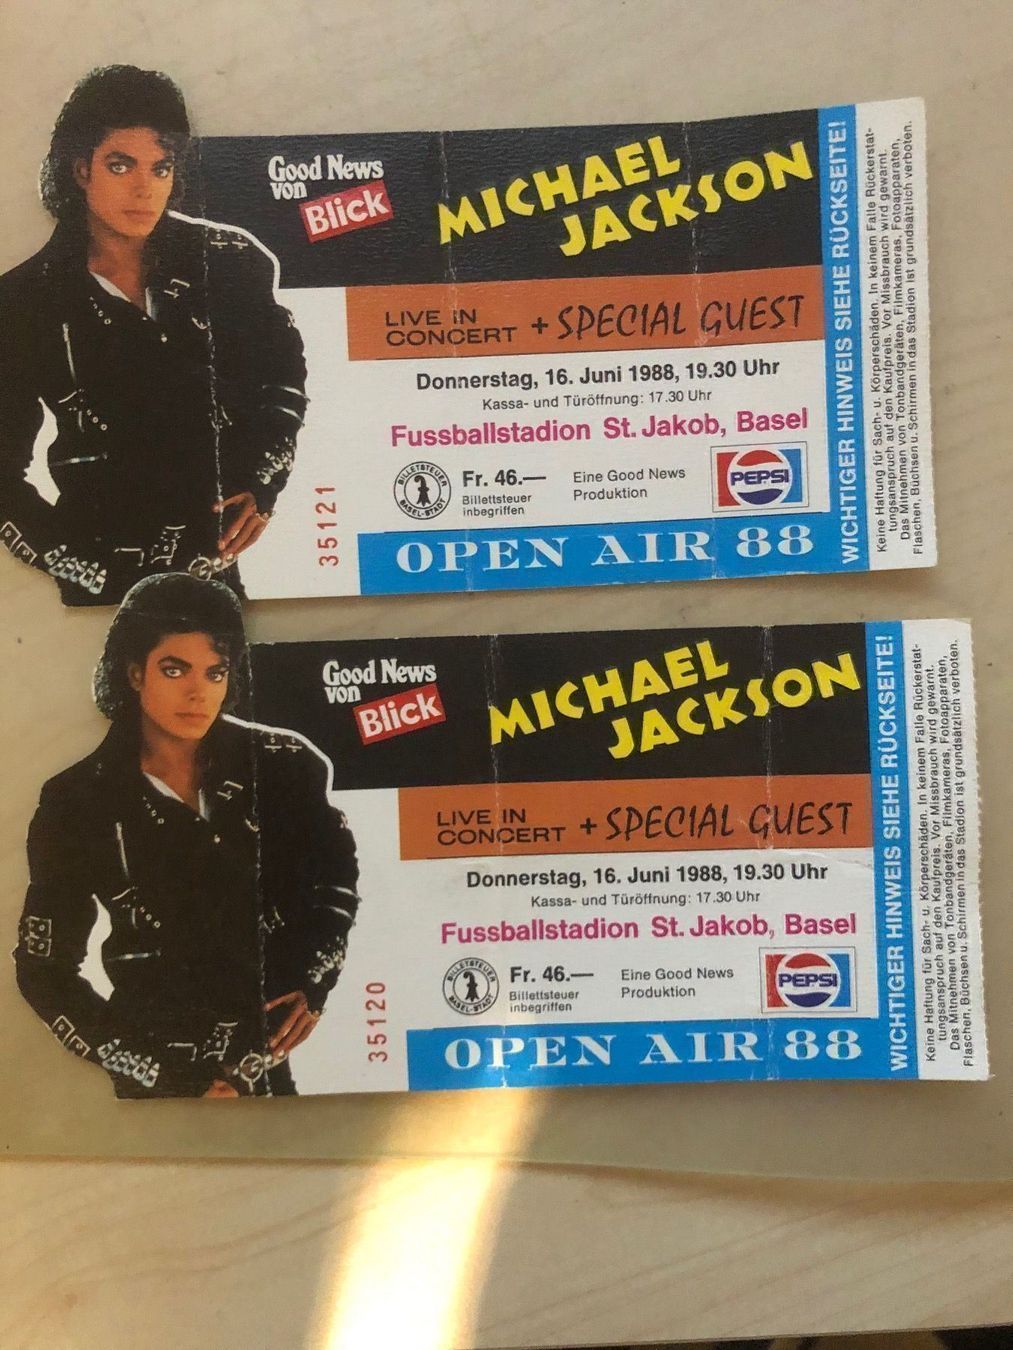 Good News
von
Blick
MICHAEL
JACKSON
LIVE IN
CONCERT + SPECIAL GUEST
Donnerstag, 16. Juni 1988, 19.30 Uhr
Kassa- und Türöffnung: 17.30 Uhr
Fussballstadion St. Jakob, Basel
BILLETSTEUER
BASEL-STADT
Fr. 46.—
Billettsteuer
inbegriffen
Eine Good News
Produktion
PEPSI
35121
OPEN AIR 88
WICHTIGER HINWEIS SIEHE RÜCKSEITE!
Keine Haftung für Sach- u. Körperschäden. In keinem Falle Rückerstat-
tungsanspruch auf den Kaufpreis. Vor Missbrauch wird gewarnt.
Das Mitnehmen von Tonbandgeräten, Filmkameras, Fotoapparaten,
Flaschen, Büchsen u. Schirmen in das Stadion ist grundsätzlich verboten.
Good News
von
Blick
MICHAEL
JACKSON
LIVE IN
CONCERT + SPECIAL GUEST
Donnerstag, 16. Juni 1988, 19.30 Uhr
Kassa- und Türöffnung: 17.30 Uhr
Fussballstadion St. Jakob, Basel
BILLETSTEUER
BASEL-STADT
Fr. 46.—
Billettsteuer
inbegriffen
Eine Good News
Produktion
PEPSI
35120
OPEN AIR 88
WICHTIGER HINWEIS SIEHE RÜCKSEITE!
Keine Haftung für Sach- u. Körperschäden. In keinem Falle Rückerstat-
tungsanspruch auf den Kaufpreis. Vor Missbrauch wird gewarnt.
Das Mitnehmen von Tonbandgeräten, Filmkameras, Fotoapparaten,
Flaschen, Büchsen u. Schirmen in das Stadion ist grundsätzlich verboten.